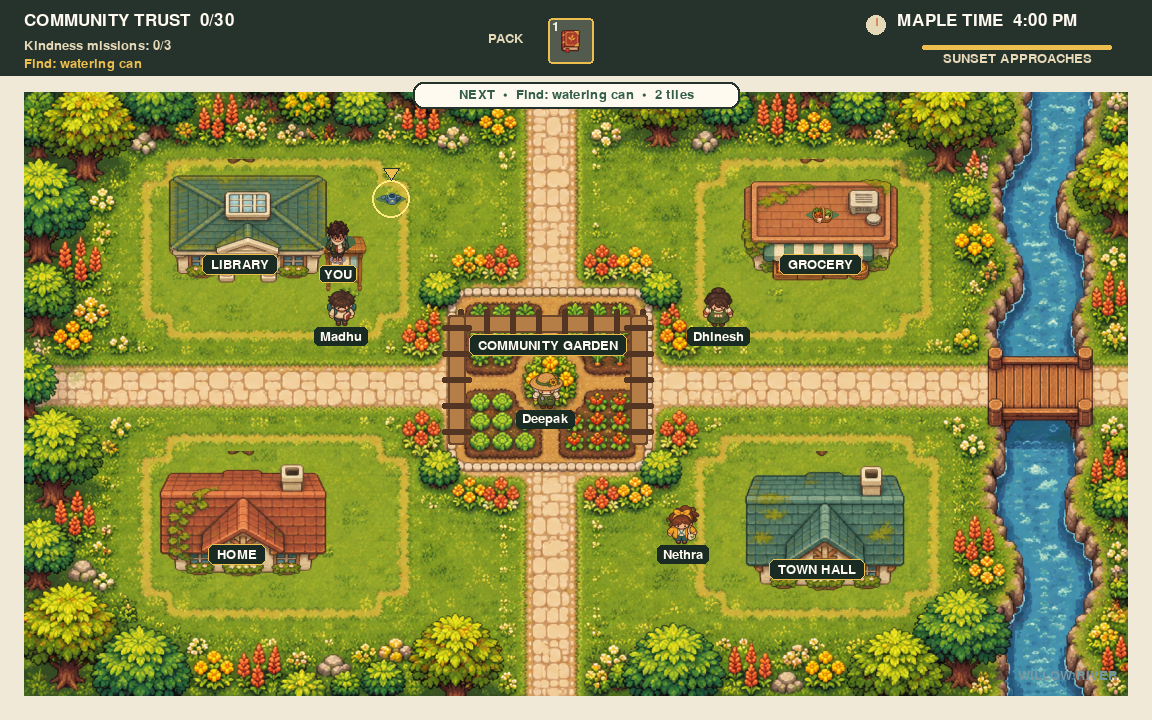 COMMUNITY TRUST 0/30
Kindness missions: 0/3
Find: watering can
PACK
1
MAPLE TIME 4:00 PM
SUNSET APPROACHES
NEXT • Find: watering can • 2 tiles
LIBRARY
YOU
Madhu
GROCERY
Dhinesh
COMMUNITY GARDEN
Deepak
HOME
Nethra
TOWN HALL
WILLOW RIVER